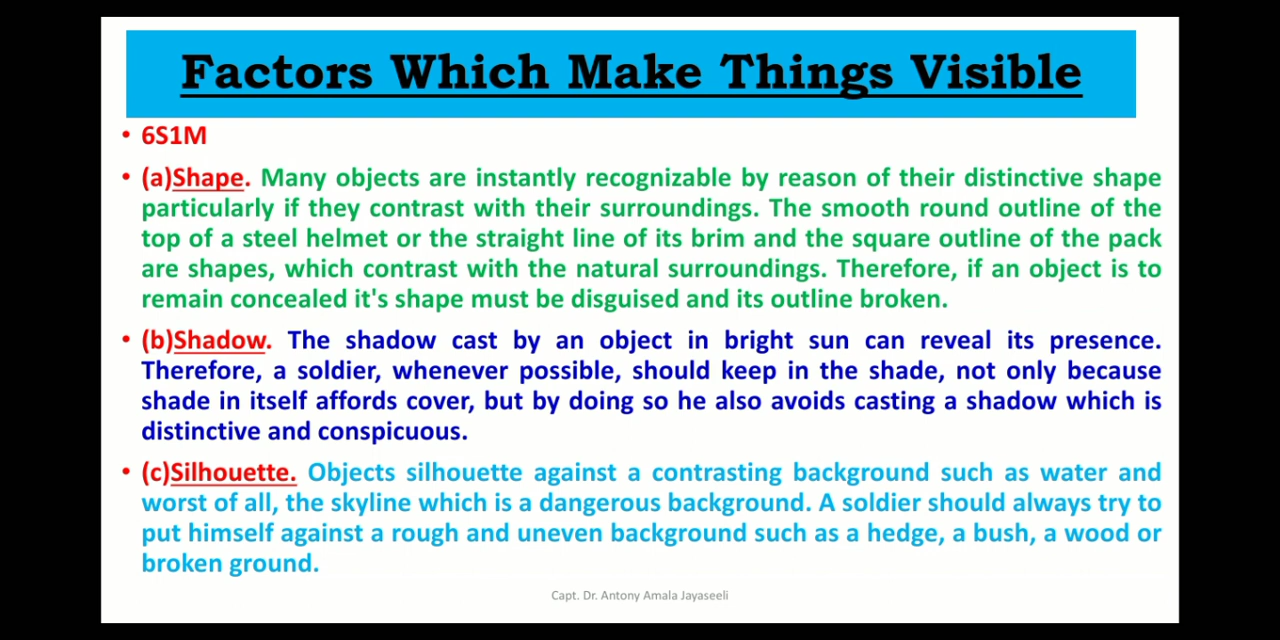 Factors Which Make Things Visible
• 6S1M
• (a)Shape. Many objects are instantly recognizable by reason of their distinctive shape
particularly if they contrast with their surroundings. The smooth round outline of the
top of a steel helmet or the straight line of its brim and the square outline of the pack
are shapes, which contrast with the natural surroundings. Therefore, if an object is to
remain concealed it's shape must be disguised and its outline broken.
• (b)Shadow. The shadow cast by an object in bright sun can reveal its presence.
Therefore, a soldier, whenever possible, should keep in the shade, not only because
shade in itself affords cover, but by doing so he also avoids casting a shadow which is
distinctive and conspicuous.
• (c)Silhouette. Objects silhouette against a contrasting background such as water and
worst of all, the skyline which is a dangerous background. A soldier should always try to
put himself against a rough and uneven background such as a hedge, a bush, a wood or
broken ground.
Capt. Dr. Antony Amala Jayaseeli